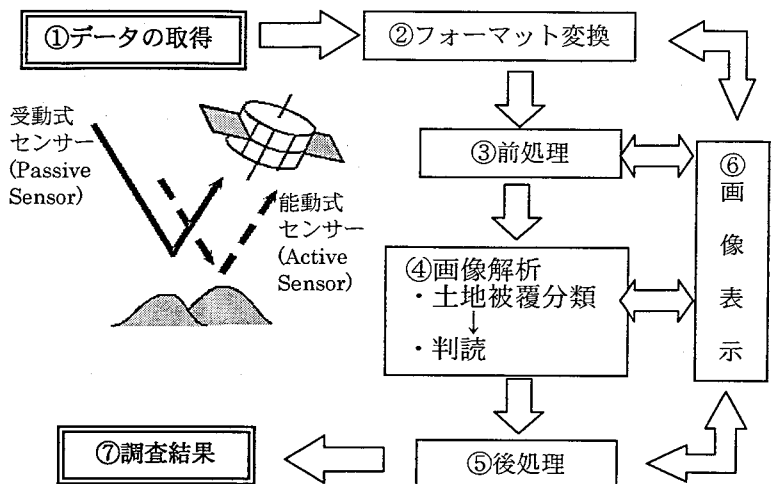 ①データの取得
②フォーマット変換
受動式
センサー
(Passive
Sensor)
能動式
センサー
(Active
Sensor)
③前処理
④画像解析
・土地被覆分類
↓
・判読
⑤後処理
⑥
画
像
表
示
⑦調査結果